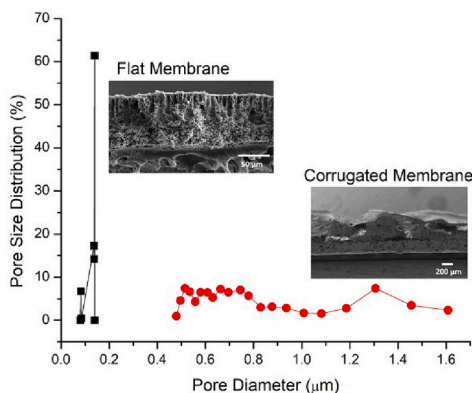 70
60
50
40
30
20
10
0
Pore Size Distribution (%)
Flat Membrane
50 µm
Corrugated Membrane
200 µm
0.0 0.2 0.4 0.6 0.8 1.0 1.2 1.4 1.6
Pore Diameter (µm)